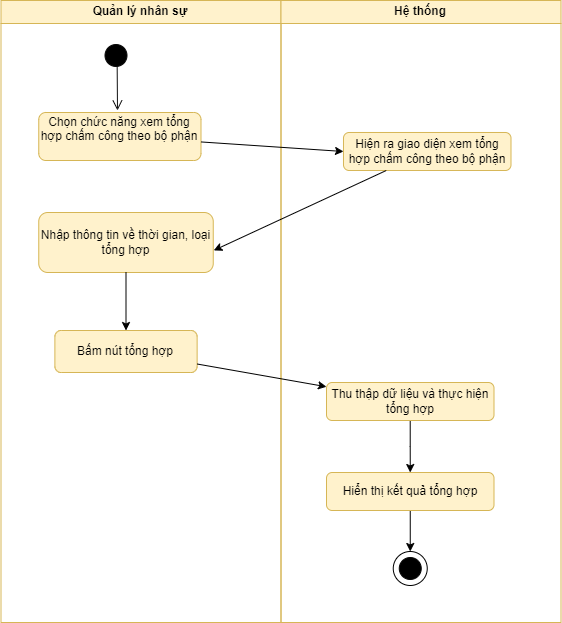 Quản lý nhân sự
Hệ thống
Chọn chức năng xem tổng
hợp chấm công theo bộ phận
Hiện ra giao diện xem tổng
hợp chấm công theo bộ phận
Nhập thông tin về thời gian, loại
tổng hợp
Bấm nút tổng hợp
Thu thập dữ liệu và thực hiện
tổng hợp
Hiển thị kết quả tổng hợp